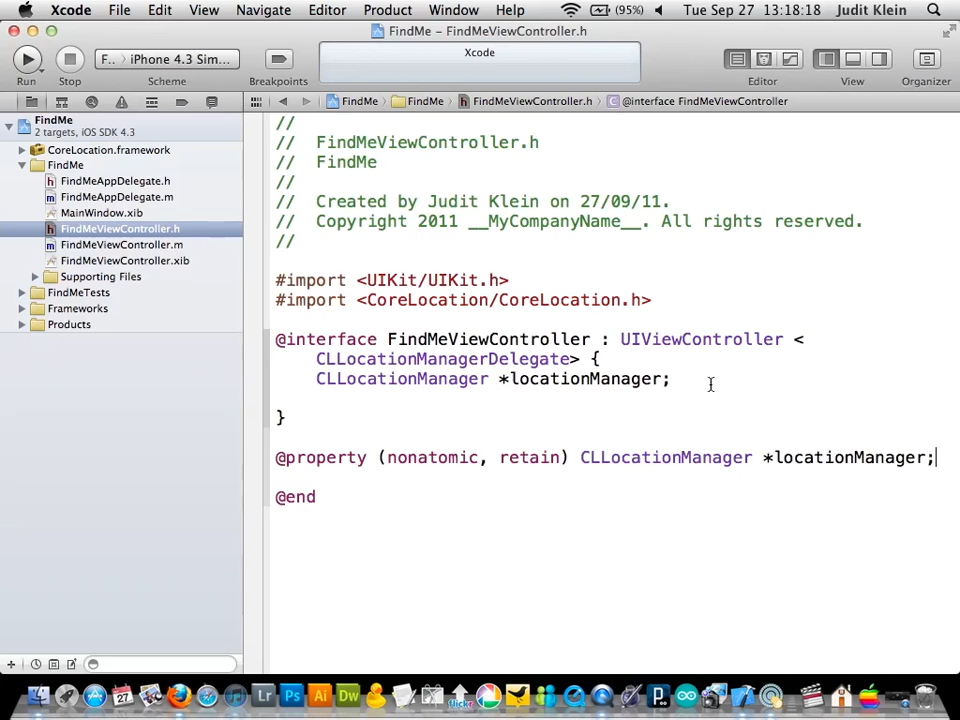 Xcode File Edit View Navigate Editor Product Window Help (95%) Tue Sep 27 13:18:18 Judit Klein
FindMe – FindMeViewController.h
F.. iPhone 4.3 Sim...
Xcode
Run Stop Scheme Breakpoints Editor View Organizer
FindMe FindMe FindMeViewController.h @interface FindMeViewController
FindMe
2 targets, iOS SDK 4.3
CoreLocation.framework
FindMe
FindMeAppDelegate.h
FindMeAppDelegate.m
MainWindow.xib
FindMeViewController.h
FindMeViewController.m
FindMeViewController.xib
Supporting Files
FindMeTests
Frameworks
Products
//
// FindMeViewController.h
// FindMe
//
// Created by Judit Klein on 27/09/11.
// Copyright 2011 __MyCompanyName__. All rights reserved.
//
#import <UIKit/UIKit.h>
#import <CoreLocation/CoreLocation.h>
@interface FindMeViewController : UIViewController <
CLLocationManagerDelegate> {
CLLocationManager *locationManager;
}
@property (nonatomic, retain) CLLocationManager *locationManager;
@end
Lr Ps Ai Dw